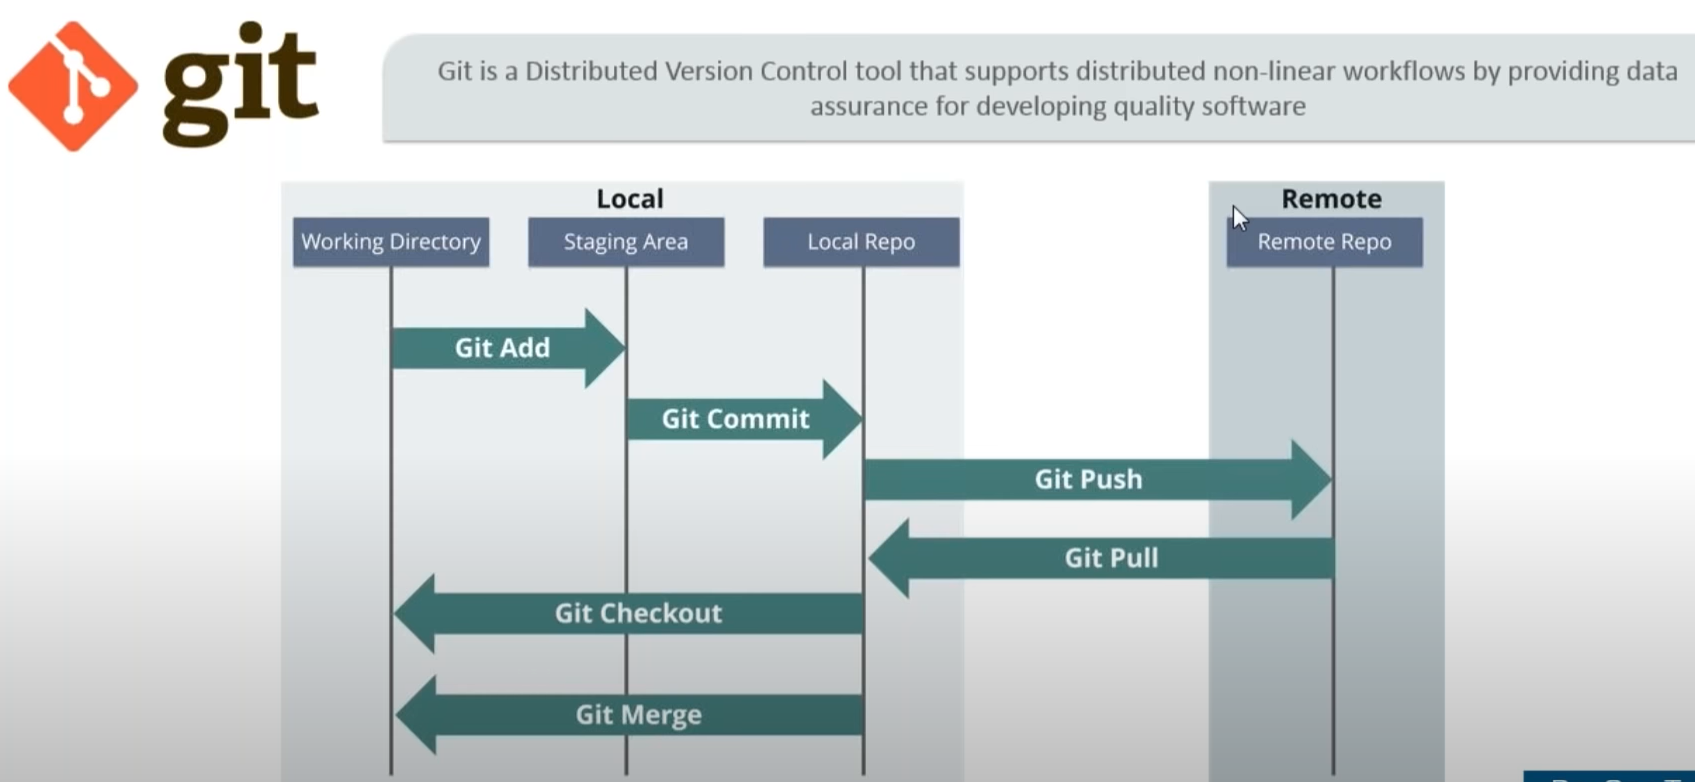 git
Git is a Distributed Version Control tool that supports distributed non-linear workflows by providing data
assurance for developing quality software
Local
Remote
Working Directory
Staging Area
Local Repo
Remote Repo
Git Add
Git Commit
Git Push
Git Pull
Git Checkout
Git Merge